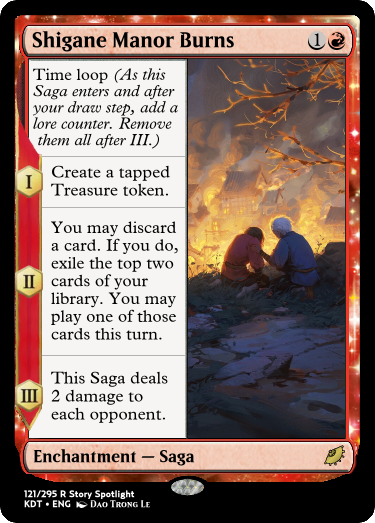 Shigane Manor Burns 1
Time loop (As this
Saga enters and after
your draw step, add a
lore counter. Remove
them all after III.)
I
Create a tapped
Treasure token.
II
You may discard
a card. If you do,
exile the top two
cards of your
library. You may
play one of those
cards this turn.
III
This Saga deals
2 damage to
each opponent.
Enchantment — Saga
121/295 R Story Spotlight
KDT • ENG Dao Trong Le